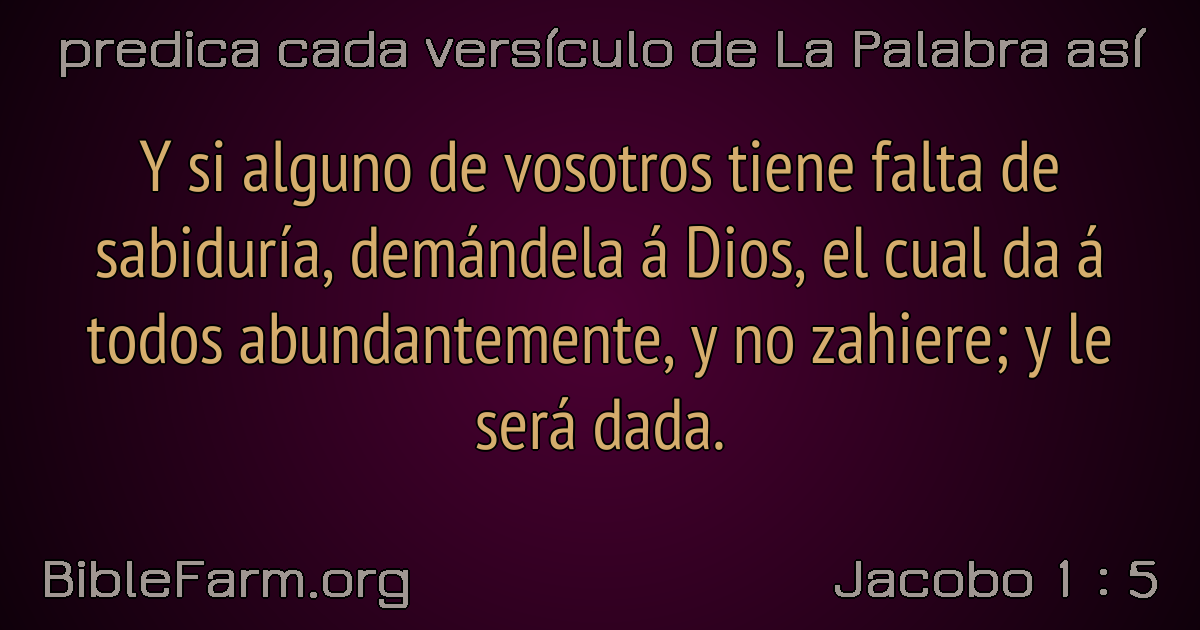 predica cada versículo de La Palabra así
Y si alguno de vosotros tiene falta de
sabiduría, demándela á Dios, el cual da á
todos abundantemente, y no zahiere; y le
será dada.
BibleFarm.org
Jacobo 1 : 5